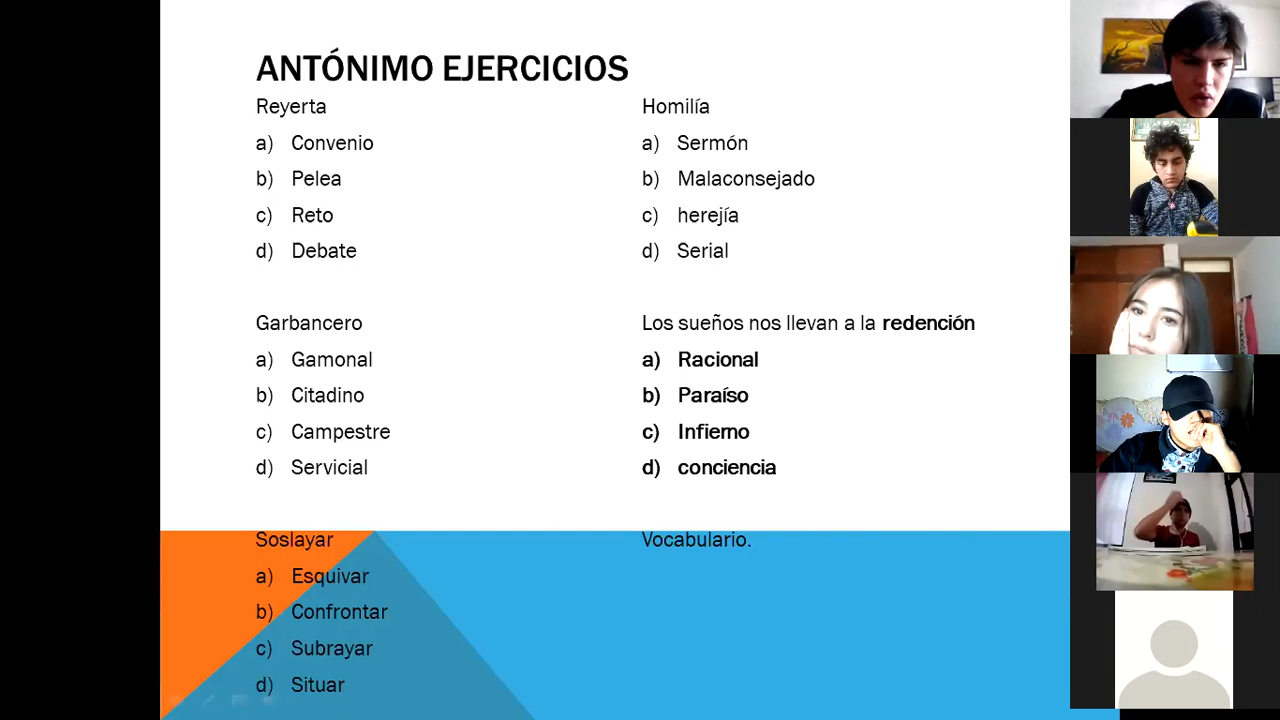 ANTÓNIMO EJERCICIOS
Reyerta
a) Convenio
b) Pelea
c) Reto
d) Debate
Garbancero
a) Gamonal
b) Citadino
c) Campestre
d) Servicial
Soslayar
a) Esquivar
b) Confrontar
c) Subrayar
d) Situar
Homilía
a) Sermón
b) Malaconsejado
c) herejía
d) Serial
Los sueños nos llevan a la redención
a) Racional
b) Paraíso
c) Infierno
d) conciencia
Vocabulario.